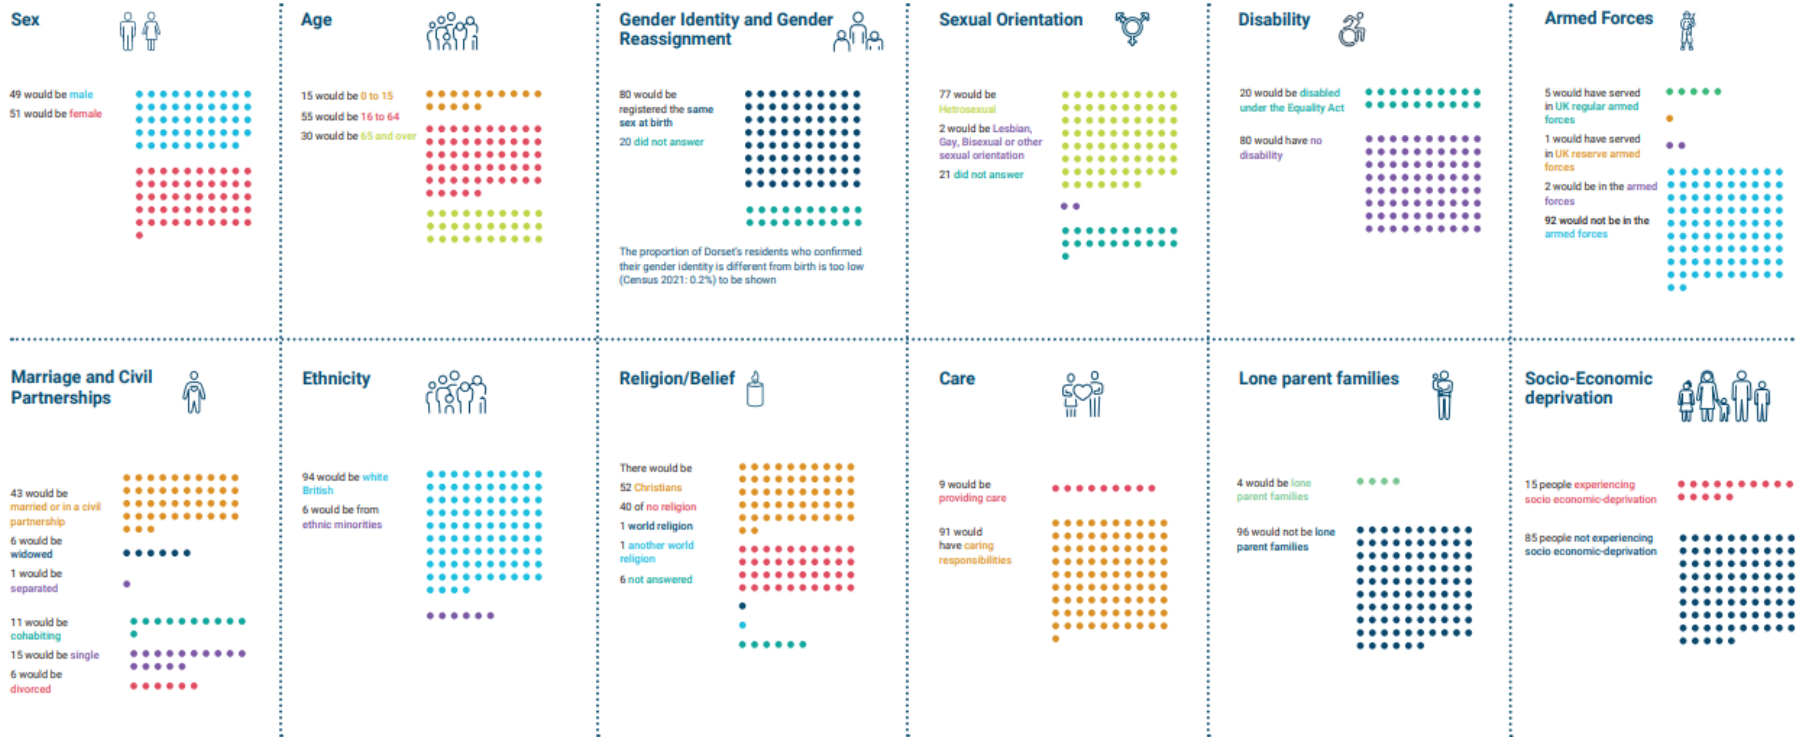 Sex
49 would be male
51 would be female
Age
15 would be 0 to 15
55 would be 16 to 64
30 would be 65 and over
Gender Identity and Gender
Reassignment
80 would be
registered the same
sex at birth
20 did not answer
The proportion of Dorset's residents who confirmed
their gender identity is different from birth is too low
(Census 2021: 0.2%) to be shown
Sexual Orientation
77 would be
Hetrosexual
2 would be Lesbian,
Gay, Bisexual or other
sexual orientation
21 did not answer
Disability
20 would be disabled
under the Equality Act
80 would have no
disability
Armed Forces
5 would have served
in UK regular armed
forces
1 would have served
in UK reserve armed
forces
2 would be in the armed
forces
92 would not be in the
armed forces
Marriage and Civil
Partnerships
43 would be
married or in a civil
partnership
6 would be
widowed
1 would be
separated
11 would be
cohabiting
15 would be single
6 would be
divorced
Ethnicity
94 would be white
British
6 would be from
ethnic minorities
Religion/Belief
There would be
52 Christians
40 of no religion
1 world religion
1 another world
religion
6 not answered
Care
9 would be
providing care
91 would
have caring
responsibilities
Lone parent families
4 would be lone
parent families
96 would not be lone
parent families
Socio-Economic
deprivation
15 people experiencing
socio economic-deprivation
85 people not experiencing
socio economic-deprivation